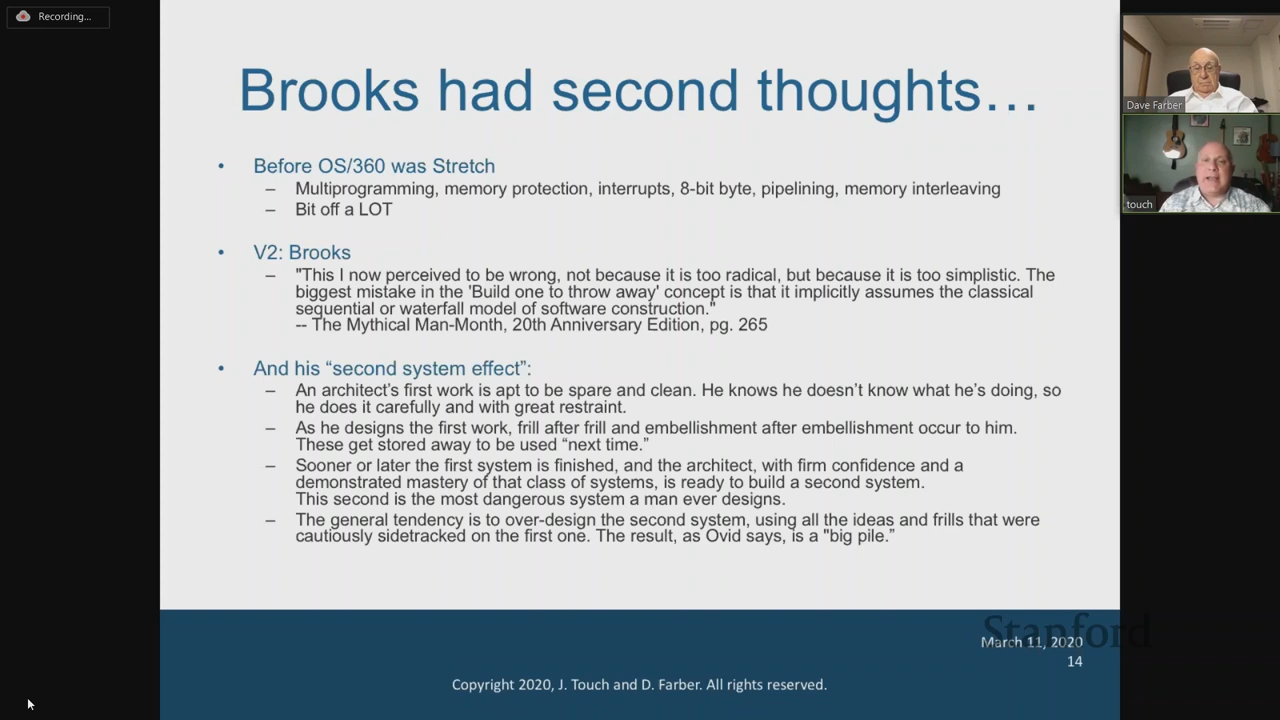 Recording...
Brooks had second thoughts…
• Before OS/360 was Stretch
– Multiprogramming, memory protection, interrupts, 8-bit byte, pipelining, memory interleaving
– Bit off a LOT
• V2: Brooks
– "This I now perceived to be wrong, not because it is too radical, but because it is too simplistic. The
biggest mistake in the 'Build one to throw away' concept is that it implicitly assumes the classical
sequential or waterfall model of software construction."
-- The Mythical Man-Month, 20th Anniversary Edition, pg. 265
• And his “second system effect”:
– An architect’s first work is apt to be spare and clean. He knows he doesn’t know what he’s doing, so
he does it carefully and with great restraint.
– As he designs the first work, frill after frill and embellishment after embellishment occur to him.
These get stored away to be used “next time.”
– Sooner or later the first system is finished, and the architect, with firm confidence and a
demonstrated mastery of that class of systems, is ready to build a second system.
This second is the most dangerous system a man ever designs.
– The general tendency is to over-design the second system, using all the ideas and frills that were
cautiously sidetracked on the first one. The result, as Ovid says, is a "big pile.”
Stanford
March 11, 2020
14
Copyright 2020, J. Touch and D. Farber. All rights reserved.
Dave Farber
touch